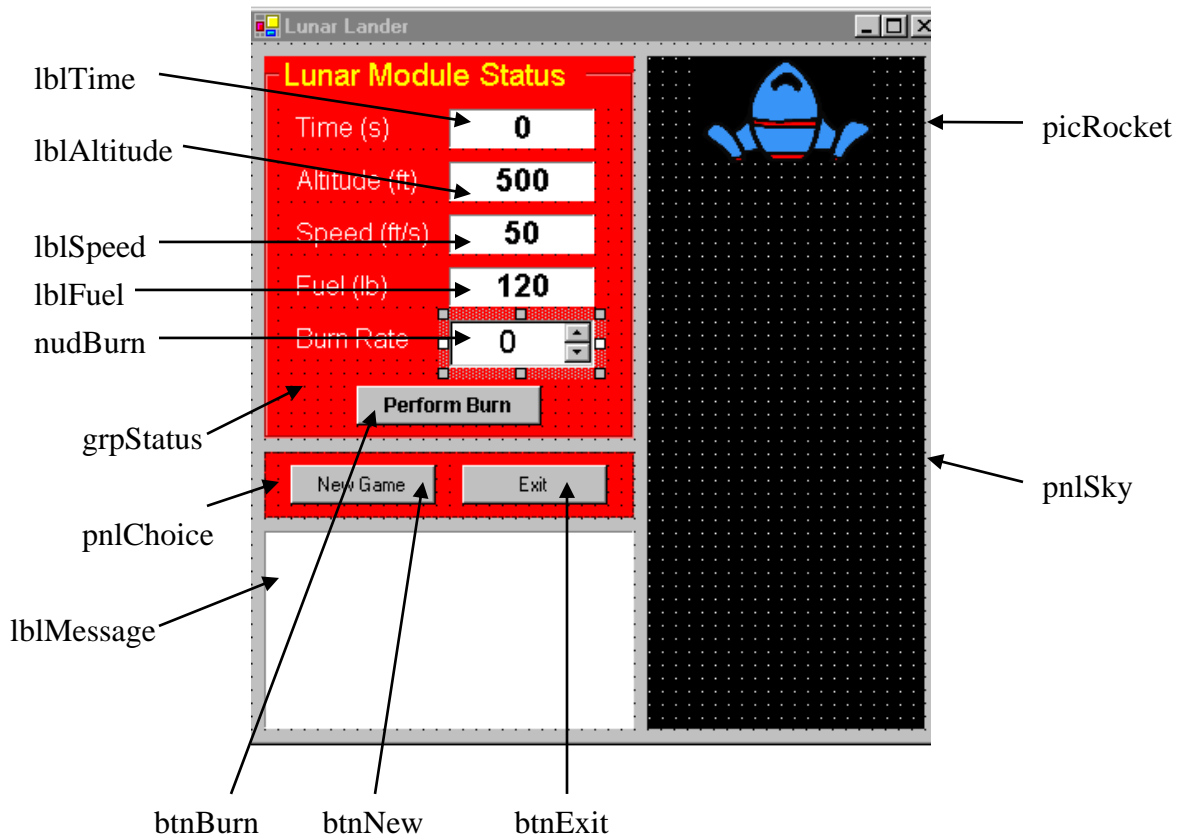 Lunar Lander
lblTime
Lunar Module Status
Time (s)
0
picRocket
lblAltitude
Altitude (ft)
500
lblSpeed
Speed (ft/s)
50
lblFuel
Fuel (lb)
120
nudBurn
Burn Rate
0
Perform Burn
grpStatus
New Game
Exit
pnlSky
pnlChoice
lblMessage
btnBurn
btnNew
btnExit